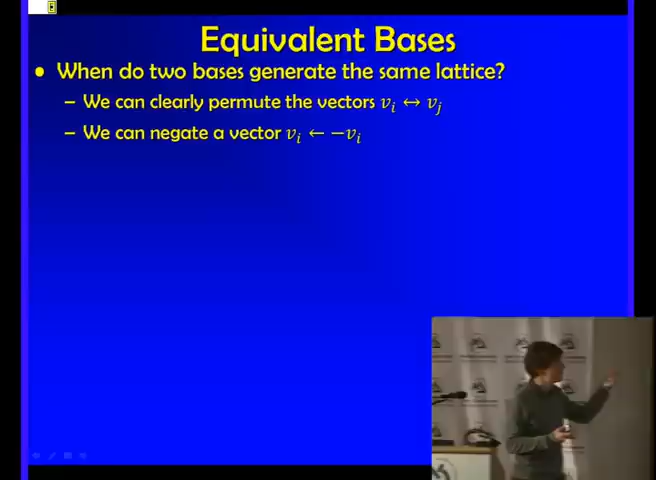 Equivalent Bases
• When do two bases generate the same lattice?
– We can clearly permute the vectors vᵢ ↔ vⱼ
– We can negate a vector vᵢ ← −vᵢ